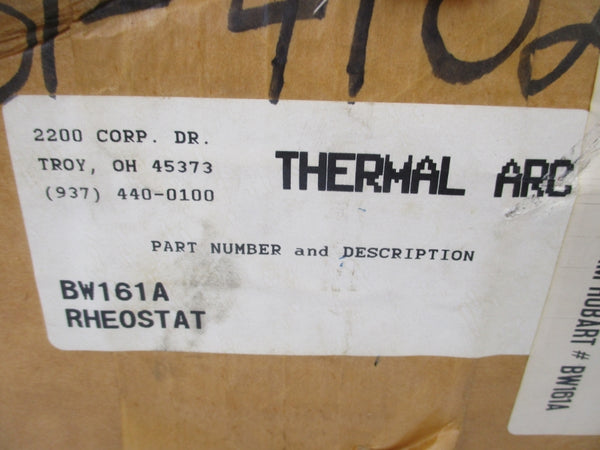 4102
2200 CORP. DR.
TROY, OH 45373
(937) 440-0100
THERMAL ARC
PART NUMBER and DESCRIPTION
BW161A
RHEOSTAT
HOBART # BW161A